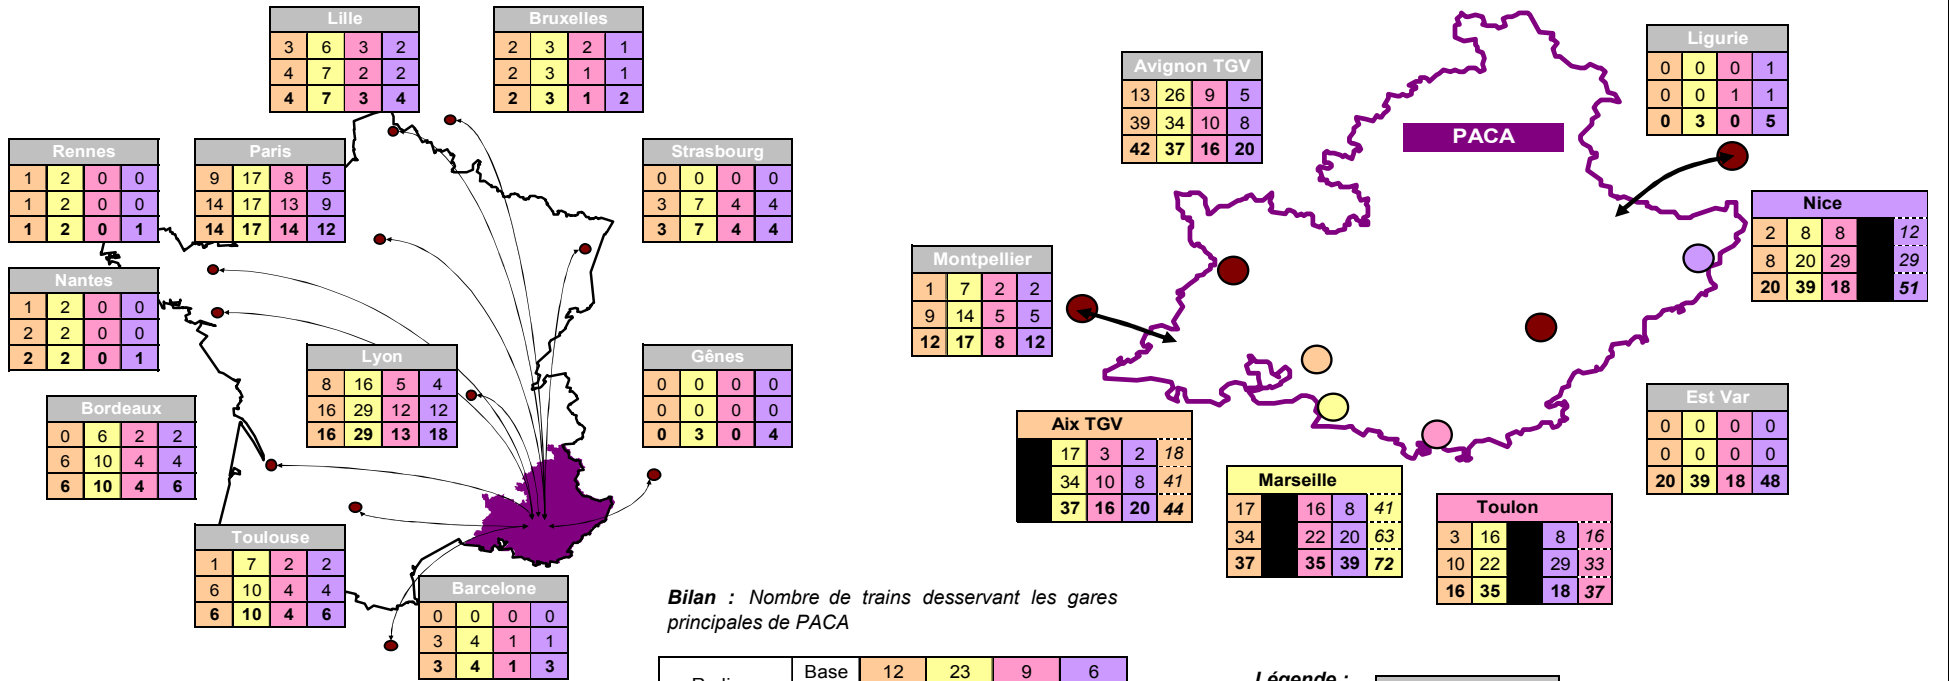 Lille
3 6 3 2
4 7 2 2
4 7 3 4
Bruxelles
2 3 2 1
2 3 1 1
2 3 1 2
Rennes
1 2 0 0
1 2 0 0
1 2 0 1
Paris
9 17 8 5
14 17 13 9
14 17 14 12
Strasbourg
0 0 0 0
3 7 4 4
3 7 4 4
Nantes
1 2 0 0
2 2 0 0
2 2 0 1
Lyon
8 16 5 4
16 29 12 12
16 29 13 18
Gênes
0 0 0 0
0 0 0 0
0 3 0 4
Bordeaux
0 6 2 2
6 10 4 4
6 10 4 6
Toulouse
1 7 2 2
6 10 4 4
6 10 4 6
Barcelone
0 0 0 0
3 4 1 1
3 4 1 3
Avignon TGV
13 26 9 5
39 34 10 8
42 37 16 20
PACA
Ligurie
0 0 0 1
0 0 1 1
0 3 0 5
Nice
2 8 8 12
8 20 29 29
20 39 18 51
Montpellier
1 7 2 2
9 14 5 5
12 17 8 12
Aix TGV
17 3 2 18
34 10 8 41
37 16 20 44
Marseille
17 16 8 41
34 22 20 63
37 35 39 72
Toulon
3 16 8 16
10 22 29 33
16 35 18 37
Est Var
0 0 0 0
0 0 0 0
20 39 18 48
Bilan : Nombre de trains desservant les gares
principales de PACA
Base 12 23 9 6
Légende :